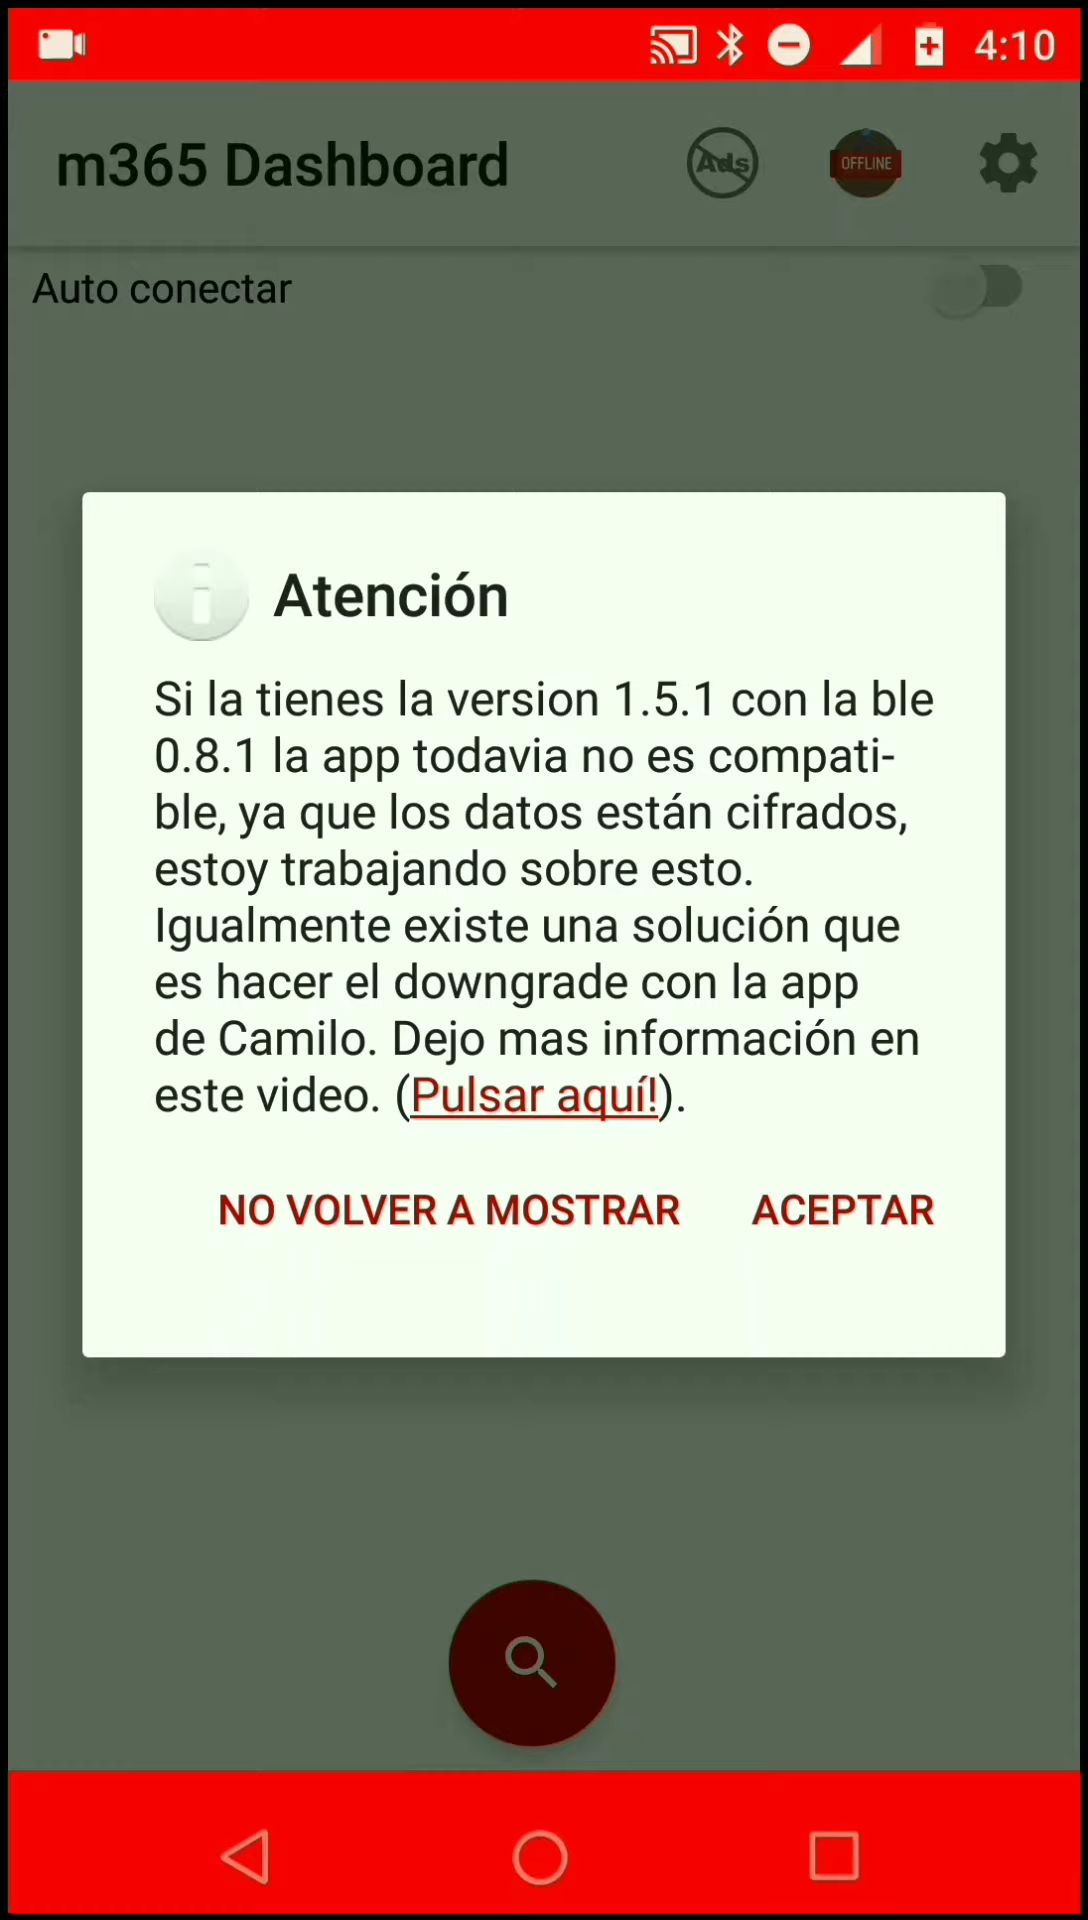 4:10
m365 Dashboard
Ads
OFFLINE
Auto conectar
Atención
Si la tienes la version 1.5.1 con la ble
0.8.1 la app todavia no es compati-
ble, ya que los datos están cifrados,
estoy trabajando sobre esto.
Igualmente existe una solución que
es hacer el downgrade con la app
de Camilo. Dejo mas información en
este video. (Pulsar aquí!).
NO VOLVER A MOSTRAR ACEPTAR